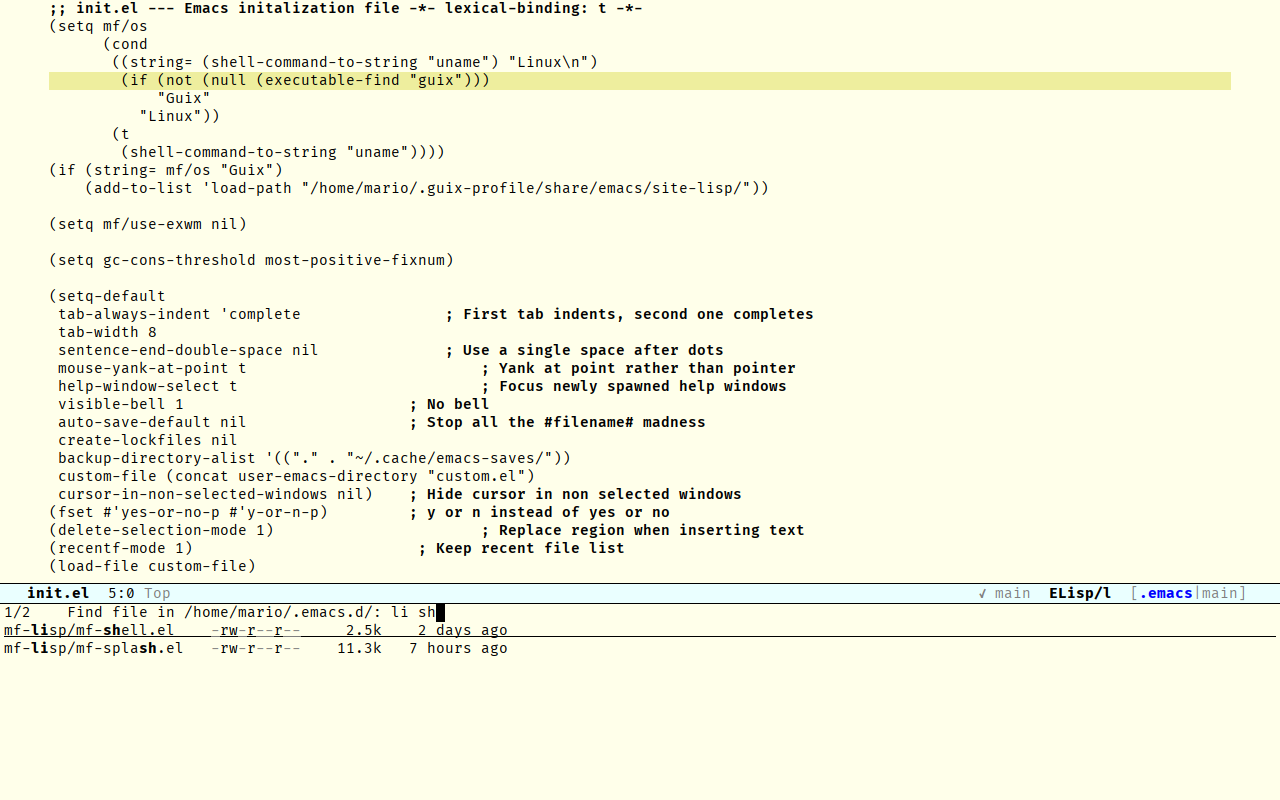 ;; init.el --- Emacs initalization file -*- lexical-binding: t -*-
(setq mf/os
      (cond
       ((string= (shell-command-to-string "uname") "Linux\n")
        (if (not (null (executable-find "guix")))
            "Guix"
          "Linux"))
       (t
        (shell-command-to-string "uname"))))
(if (string= mf/os "Guix")
    (add-to-list 'load-path "/home/mario/.guix-profile/share/emacs/site-lisp/"))
(setq mf/use-exwm nil)
(setq gc-cons-threshold most-positive-fixnum)
(setq-default
 tab-always-indent 'complete                ; First tab indents, second one completes
 tab-width 8
 sentence-end-double-space nil              ; Use a single space after dots
 mouse-yank-at-point t                          ; Yank at point rather than pointer
 help-window-select t                           ; Focus newly spawned help windows
 visible-bell 1                         ; No bell
 auto-save-default nil                  ; Stop all the #filename# madness
 create-lockfiles nil
 backup-directory-alist '(("." . "~/.cache/emacs-saves/"))
 custom-file (concat user-emacs-directory "custom.el")
 cursor-in-non-selected-windows nil)    ; Hide cursor in non selected windows
(fset #'yes-or-no-p #'y-or-n-p)         ; y or n instead of yes or no
(delete-selection-mode 1)                       ; Replace region when inserting text
(recentf-mode 1)                         ; Keep recent file list
(load-file custom-file)
init.el  5:0 Top    ✓ main  ELisp/l  [.emacs|main]
1/2    Find file in /home/mario/.emacs.d/: li sh
mf-lisp/mf-shell.el    -rw-r--r--     2.5k    2 days ago
mf-lisp/mf-splash.el   -rw-r--r--    11.3k   7 hours ago